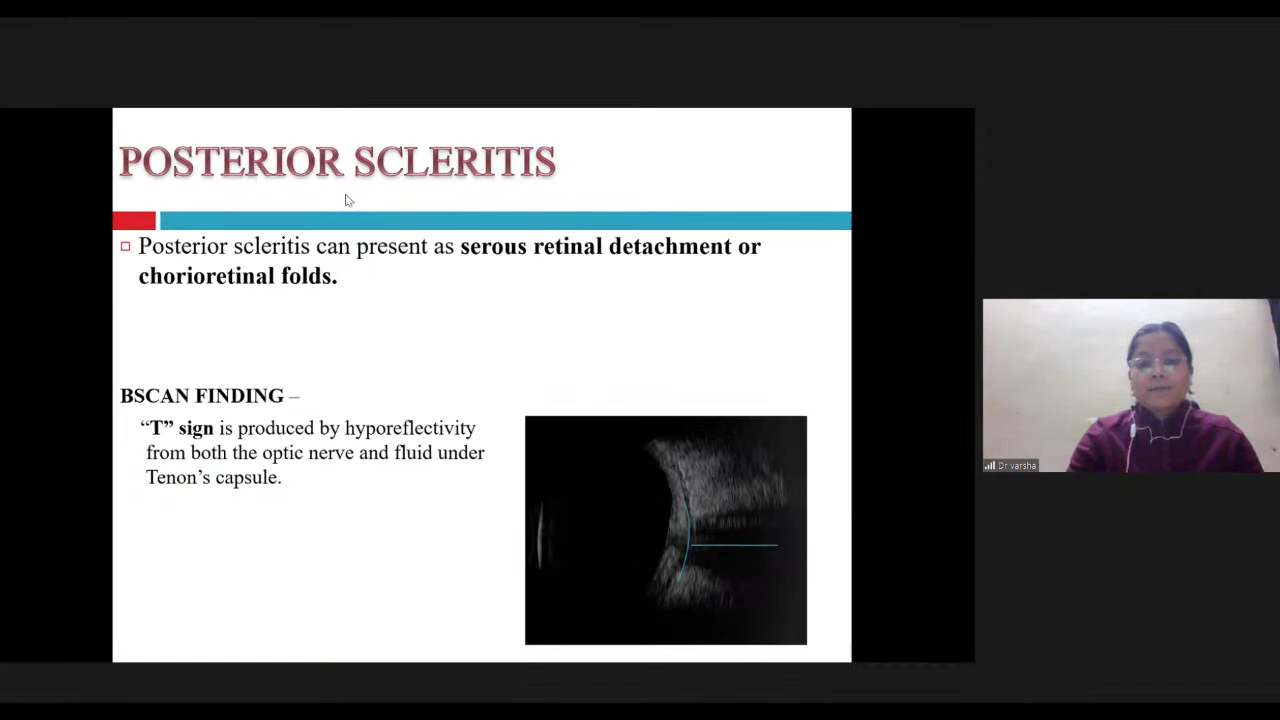 POSTERIOR SCLERITIS
Posterior scleritis can present as serous retinal detachment or
chorioretinal folds.
BSCAN FINDING –
“T” sign is produced by hyporeflectivity
from both the optic nerve and fluid under
Tenon’s capsule.
Dr varsha